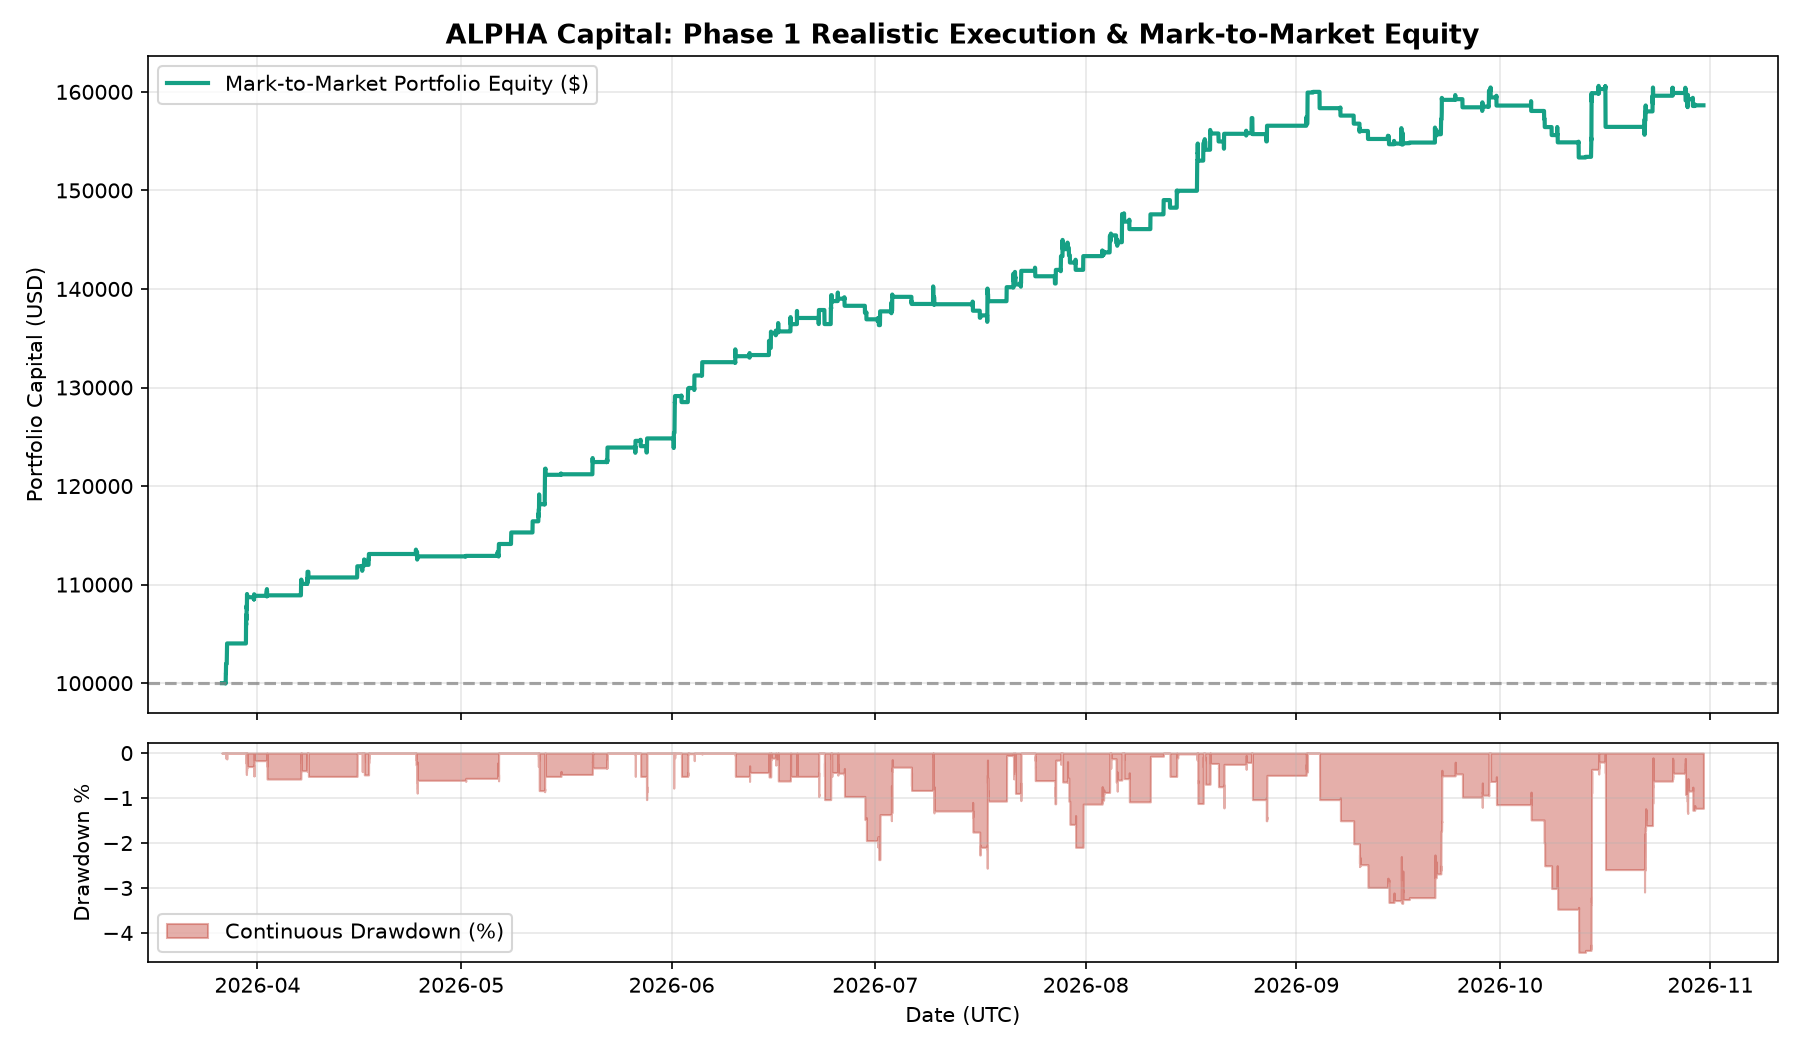 ALPHA Capital: Phase 1 Realistic Execution & Mark-to-Market Equity
Mark-to-Market Portfolio Equity ($)
Portfolio Capital (USD)
160000
150000
140000
130000
120000
110000
100000
Drawdown %
0
−1
−2
−3
−4
Continuous Drawdown (%)
2026-04 2026-05 2026-06 2026-07 2026-08 2026-09 2026-10 2026-11
Date (UTC)